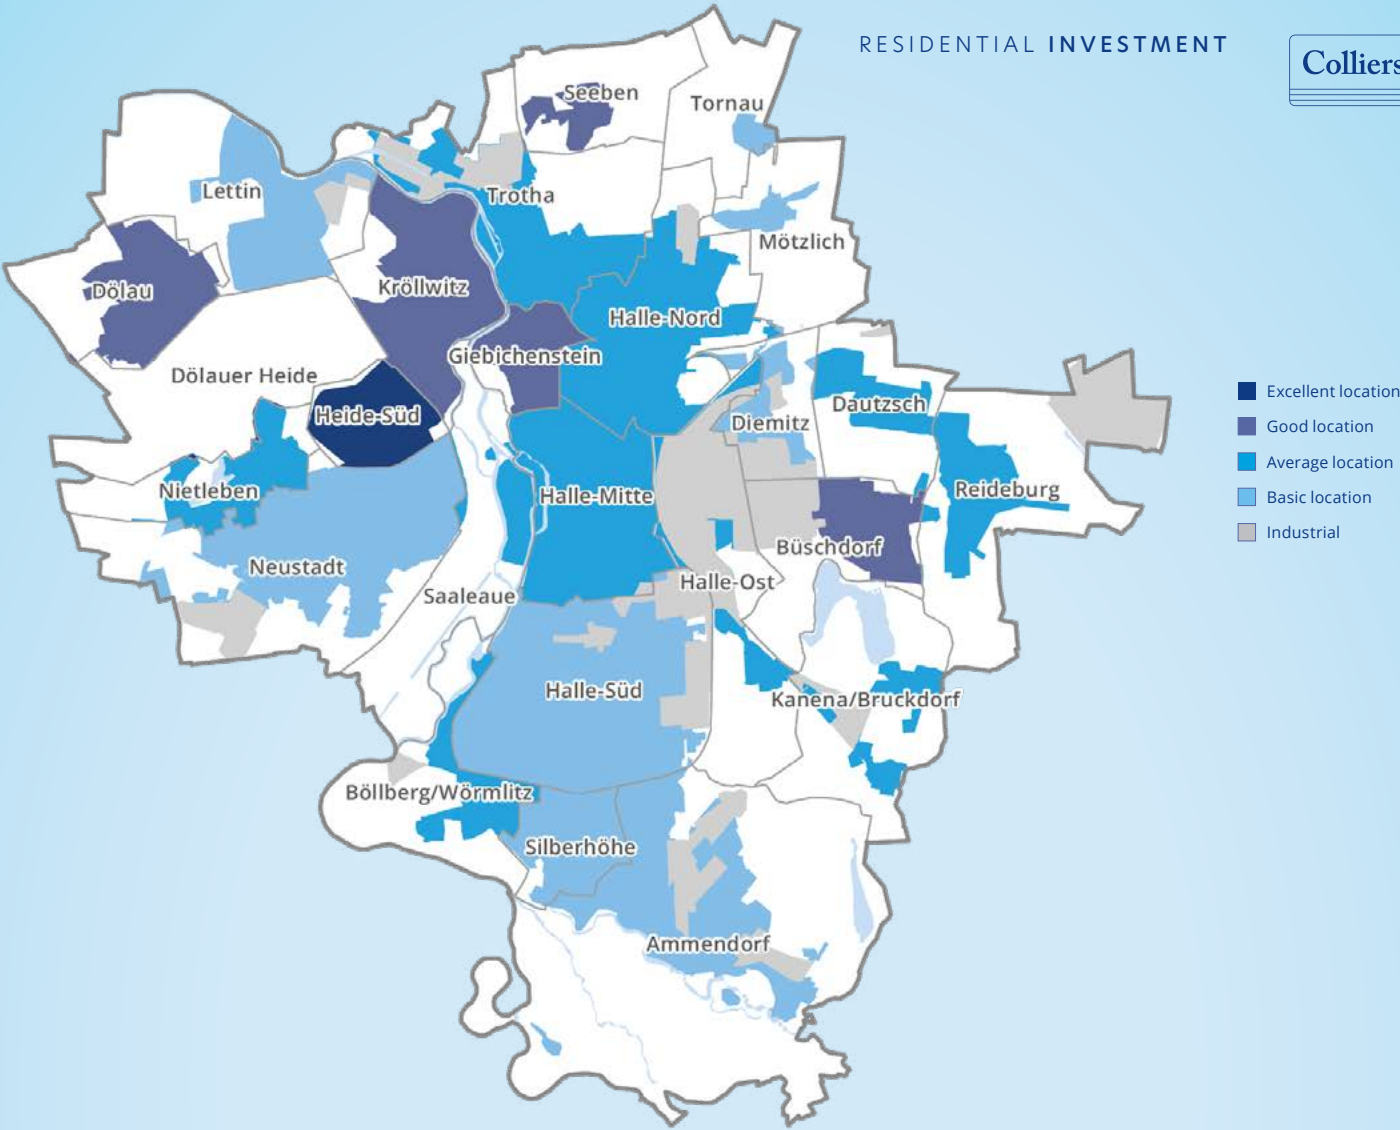 RESIDENTIAL INVESTMENT
Colliers
Seeben
Tornau
Lettin
Trotha
Mötzlich
Dölau
Kröllwitz
Halle-Nord
Giebichenstein
Dölauer Heide
Heide-Süd
Diemitz
Dautzsch
Nietleben
Halle-Mitte
Reideburg
Büschdorf
Neustadt
Saaleaue
Halle-Ost
Halle-Süd
Kanena/Bruckdorf
Böllberg/Wörmlitz
Silberhöhe
Ammendorf
Excellent location
Good location
Average location
Basic location
Industrial